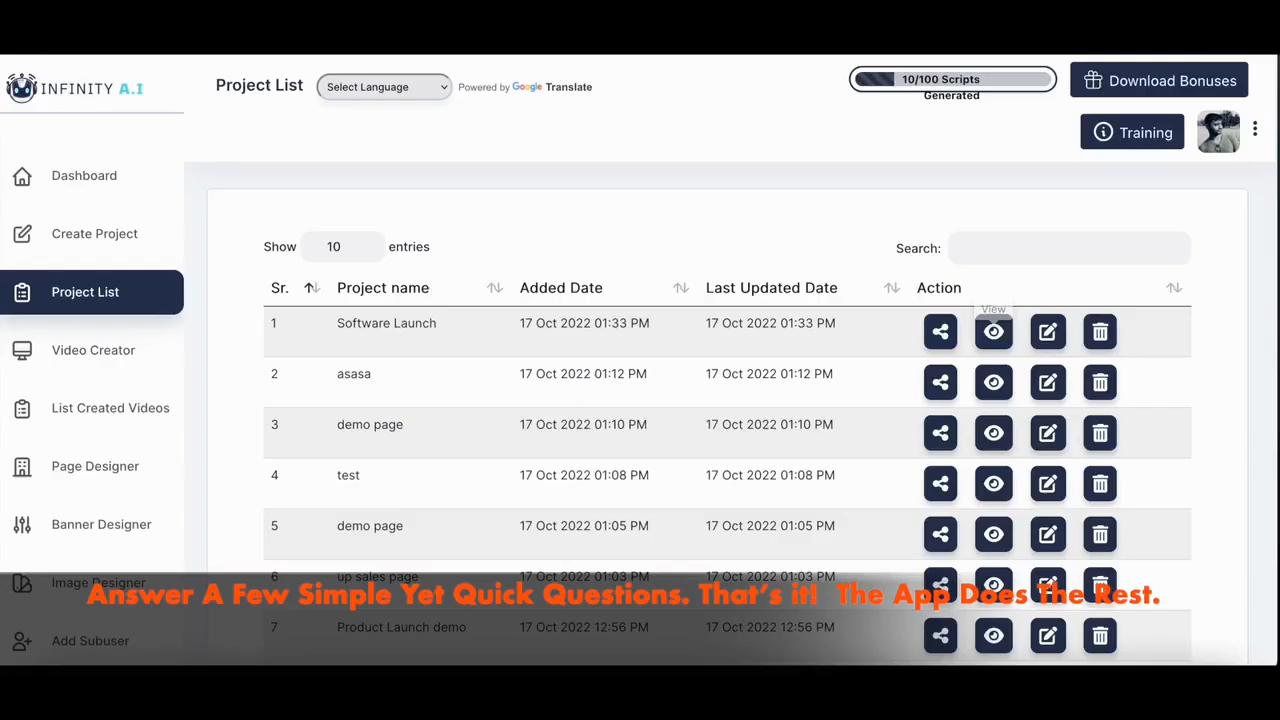 INFINITY A.I
Project List
Select Language
Powered by Google Translate
10/100 Scripts
Generated
Download Bonuses
Training
Dashboard
Create Project
Project List
Video Creator
List Created Videos
Page Designer
Banner Designer
Image Designer
Add Subuser
Show 10 entries
Search:
Sr. Project name Added Date Last Updated Date Action
View
1 Software Launch 17 Oct 2022 01:33 PM 17 Oct 2022 01:33 PM
2 asasa 17 Oct 2022 01:12 PM 17 Oct 2022 01:12 PM
3 demo page 17 Oct 2022 01:10 PM 17 Oct 2022 01:10 PM
4 test 17 Oct 2022 01:08 PM 17 Oct 2022 01:08 PM
5 demo page 17 Oct 2022 01:05 PM 17 Oct 2022 01:05 PM
6 up sales page 17 Oct 2022 01:03 PM 17 Oct 2022 01:03 PM
Answer A Few Simple Yet Quick Questions. That's it! The App Does The Rest.
7 Product Launch demo 17 Oct 2022 12:56 PM 17 Oct 2022 12:56 PM